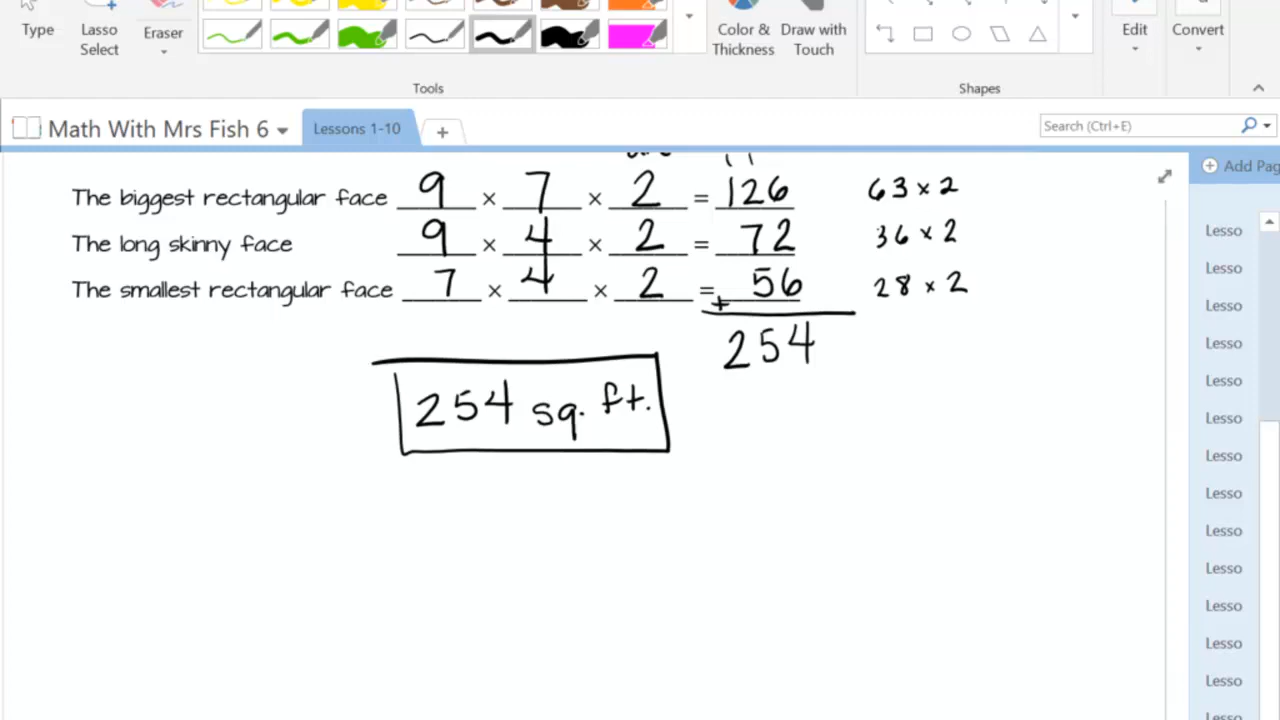 Type Lasso Select Eraser Color & Thickness Draw with Touch Edit Convert
Tools Shapes
Math With Mrs Fish 6 Lessons 1-10 + Search (Ctrl+E)
Add Pag
The biggest rectangular face 9 × 7 × 2 = 126 63 × 2
The long skinny face 9 × 4 × 2 = 72 36 × 2
The smallest rectangular face 7 × 4 × 2 = 56 28 × 2
+
254
254 sq. ft.
Lesso
Lesso
Lesso
Lesso
Lesso
Lesso
Lesso
Lesso
Lesso
Lesso
Lesso
Lesso
Lesso
Lesso